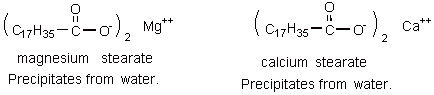 (C17H35—C(=O)—O-)2 Mg++
magnesium stearate
Precipitates from water.
(C17H35—C(=O)—O-)2 Ca++
calcium stearate
Precipitates from water.